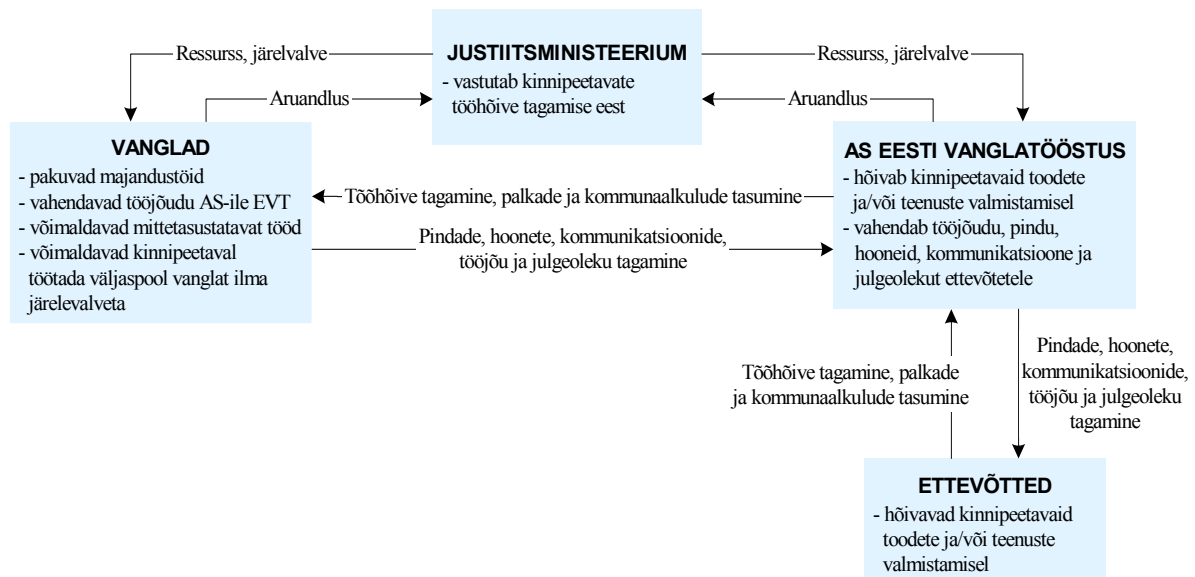 JUSTIITSMINISTEERIUM
- vastutab kinnipeetavate
tööhõive tagamise eest
Ressurss, järelvalve
Ressurss, järelvalve
Aruandlus
Aruandlus
VANGLAD
- pakuvad majandustöid
- vahendavad tööjõudu AS-ile EVT
- võimaldavad mittetasustatavat tööd
- võimaldavad kinnipeetaval
töötada väljaspool vanglat ilma
järelevalveta
Tõõhõive tagamine, palkade ja kommunaalkulude tasumine
Pindade, hoonete, kommunikatsioonide,
tööjõu ja julgeoleku tagamine
AS EESTI VANGLATÖÖSTUS
- hõivab kinnipeetavaid toodete
ja/või teenuste valmistamisel
- vahendab tööjõudu, pindu,
hooneid, kommunikatsioone ja
julgeolekut ettevõtetele
Tõõhõive tagamine, palkade
ja kommunaalkulude tasumine
Pindade, hoonete,
kommunikatsioonide,
tööjõu ja julgeoleku
tagamine
ETTEVÕTTED
- hõivavad kinnipeetavaid
toodete ja/või teenuste
valmistamisel